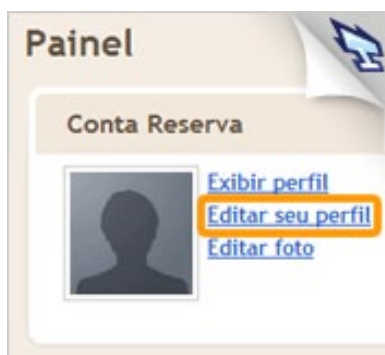 Painel
Conta Reserva
Exibir perfil
Editar seu perfil
Editar foto